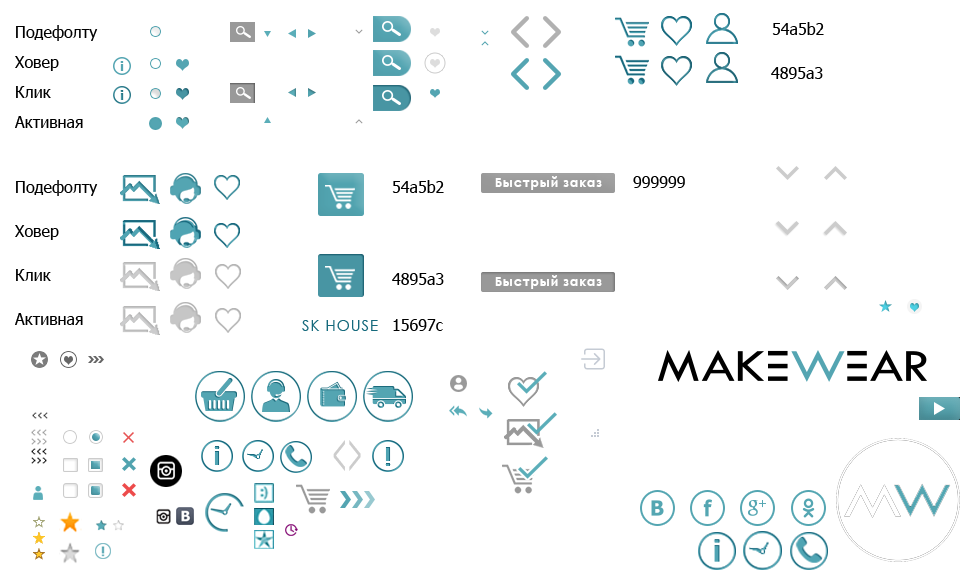 Подефолту
Ховер
Клик
Активная
54a5b2
4895a3
Подефолту
Ховер
Клик
Активная
54a5b2
4895a3
SK HOUSE 15697c
Быстрый заказ 999999
Быстрый заказ
MAKEWEAR
MW
B f g+
B